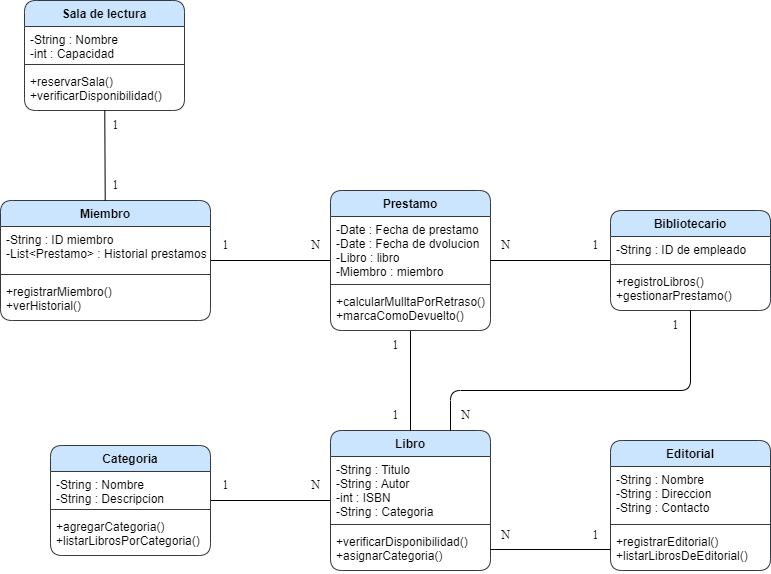 Sala de lectura
-String : Nombre
-int : Capacidad
+reservarSala()
+verificarDisponibilidad()
1
1
Miembro
-String : ID miembro
-List<Prestamo> : Historial prestamos
+registrarMiembro()
+verHistorial()
1
N
Prestamo
-Date : Fecha de prestamo
-Date : Fecha de dvolucion
-Libro : libro
-Miembro : miembro
+calcularMulltaPorRetraso()
+marcaComoDevuelto()
N
1
Bibliotecario
-String : ID de empleado
+registroLibros()
+gestionarPrestamo()
1
1
1
N
Categoria
-String : Nombre
-String : Descripcion
+agregarCategoria()
+listarLibrosPorCategoria()
1
N
Libro
-String : Titulo
-String : Autor
-int : ISBN
-String : Categoria
+verificarDisponibilidad()
+asignarCategoria()
N
1
Editorial
-String : Nombre
-String : Direccion
-String : Contacto
+registrarEditorial()
+listarLibrosDeEditorial()